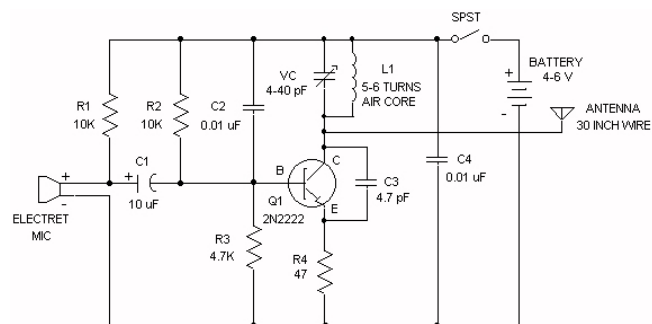 SPST
BATTERY
4-6 V
+
-
VC
4-40 pF
L1
5-6 TURNS
AIR CORE
R1
10K
R2
10K
C2
0.01 uF
ANTENNA
30 INCH WIRE
C1
+
10 uF
+
-
ELECTRET
MIC
B
C
E
Q1
2N2222
C3
4.7 pF
C4
0.01 uF
R3
4.7K
R4
47